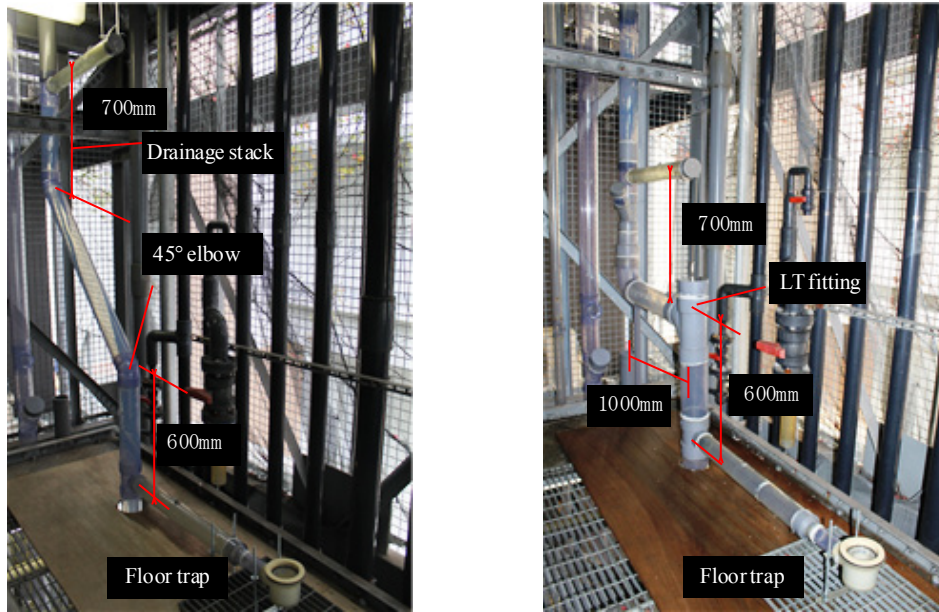 700mm
Drainage stack
45° elbow
600mm
Floor trap
700mm
LT fitting
1000mm
600mm
Floor trap